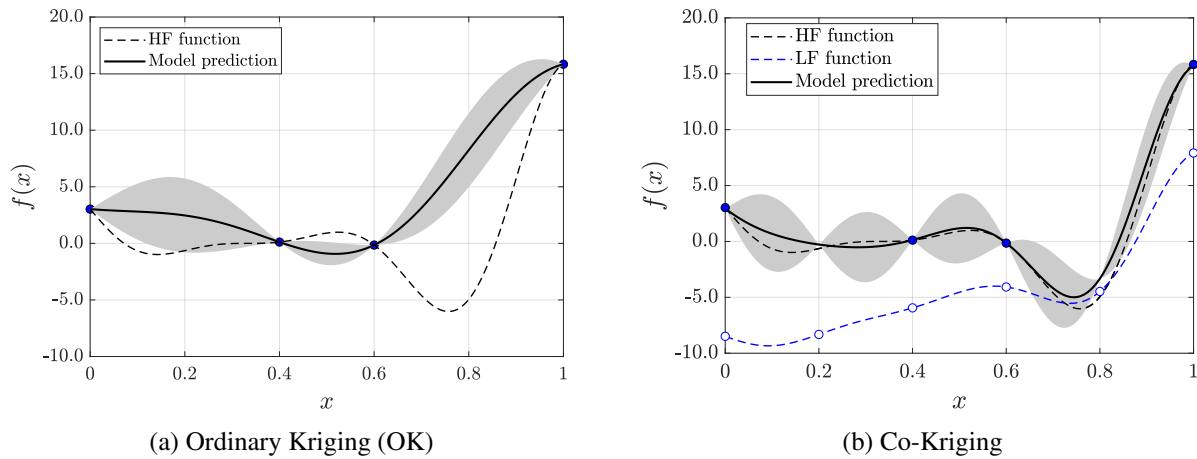 20.0
15.0
10.0
5.0
0.0
-5.0
-10.0
f(x)
HF function
Model prediction
0 0.2 0.4 0.6 0.8 1
x
(a) Ordinary Kriging (OK)
20.0
15.0
10.0
5.0
0.0
-5.0
-10.0
f(x)
HF function
LF function
Model prediction
0 0.2 0.4 0.6 0.8 1
x
(b) Co-Kriging